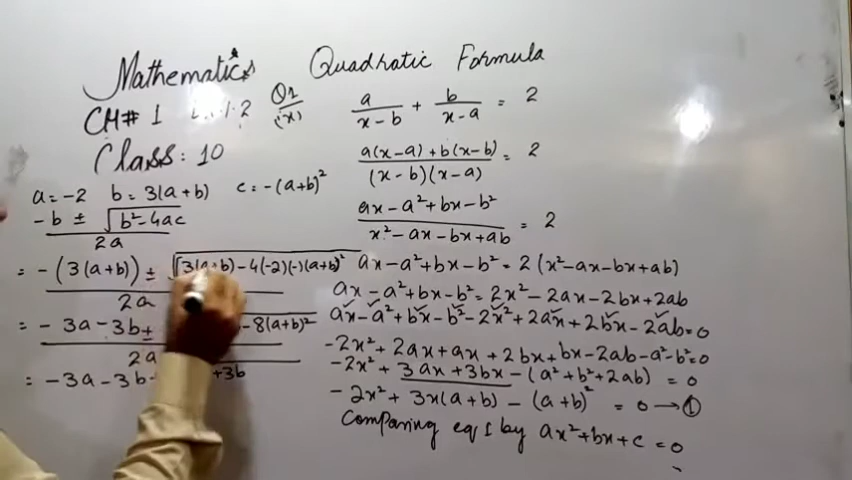 Mathematics Quadratic Formula
CH# 1 1.2 Q1 (x)
Class: 10
a/(x-b) + b/(x-a) = 2
(a(x-a)+b(x-b))/((x-b)(x-a)) = 2
(ax-a²+bx-b²)/(x²-ax-bx+ab) = 2
ax-a²+bx-b² = 2(x²-ax-bx+ab)
ax-a²+bx-b² = 2x²-2ax-2bx+2ab
ax-a²+bx-b²-2x²+2ax+2bx-2ab=0
-2x²+2ax+ax+2bx+bx-2ab-a²-b²=0
-2x²+3ax+3bx-(a²+b²+2ab) = 0
-2x²+3x(a+b)-(a+b)² = 0 → ①
Comparing eq 1 by ax²+bx+c=0
a=-2 b=3(a+b) c=-(a+b)²
(-b ± √(b²-4ac))/2a
= (-(3(a+b)) ± √(3(a+b)-4(-2)(-)(a+b)²))/2a
= (-3a-3b± -8(a+b)²)/2a
= -3a-3b +3b